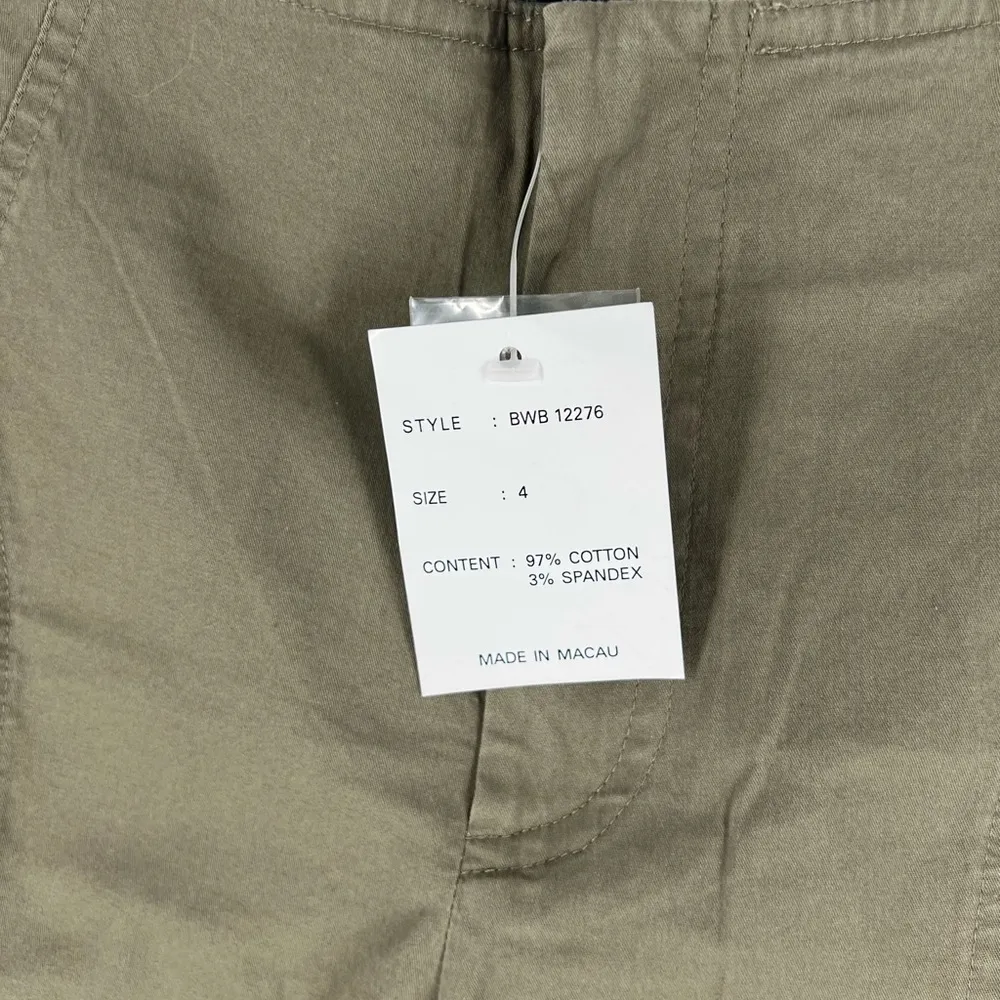 STYLE : BWB 12276
SIZE : 4
CONTENT : 97% COTTON
3% SPANDEX
MADE IN MACAU